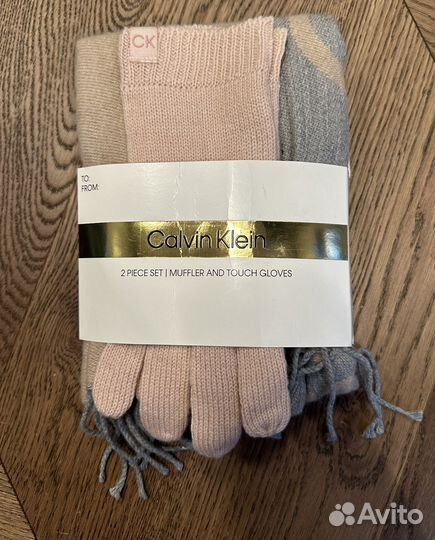 CK
TO:
FROM:
Calvin Klein
2 PIECE SET | MUFFLER AND TOUCH GLOVES
Avito